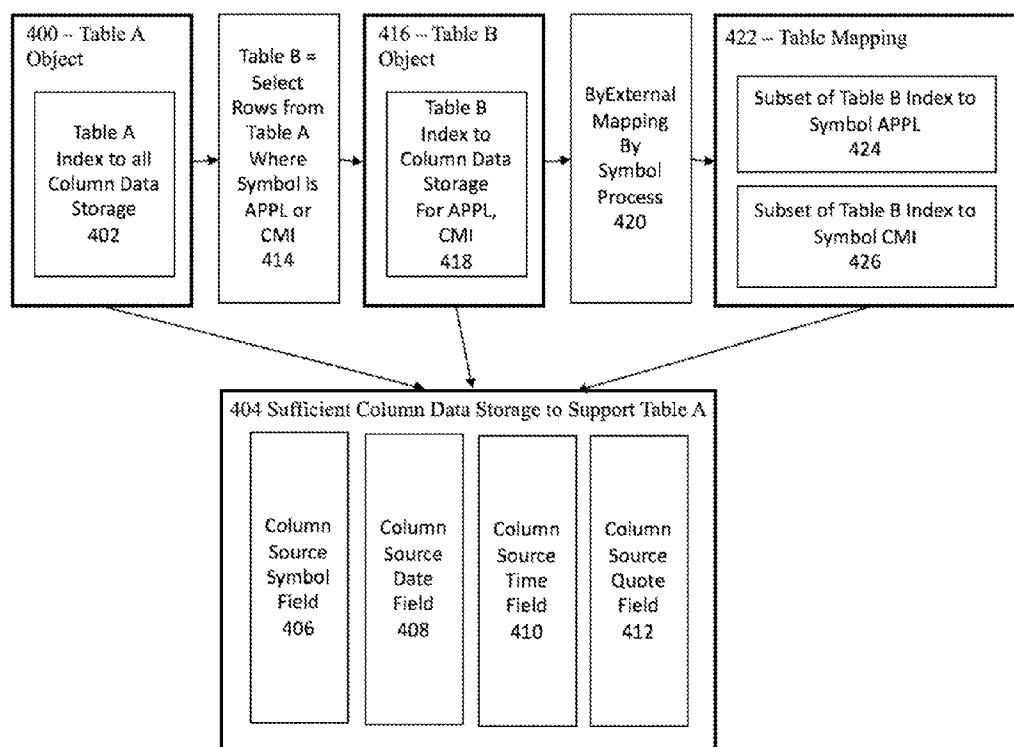 400 – Table A
Object
Table A
Index to all
Column Data
Storage
402
Table B =
Select
Rows from
Table A
Where
Symbol is
APPL or
CMI
414
416 – Table B
Object
Table B
Index to
Column Data
Storage
For APPL,
CMI
418
ByExternal
Mapping
By
Symbol
Process
420
422 – Table Mapping
Subset of Table B Index to
Symbol APPL
424
Subset of Table B Index to
Symbol CMI
426
404 Sufficient Column Data Storage to Support Table A
Column
Source
Symbol
Field
406
Column
Source
Date
Field
408
Column
Source
Time
Field
410
Column
Source
Quote
Field
412